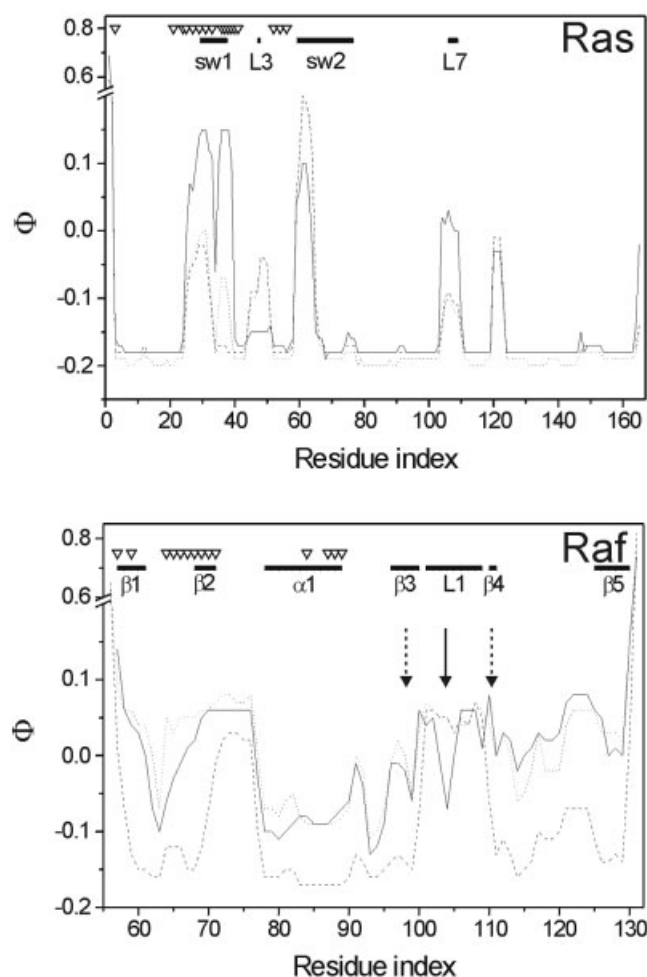 Ras
0.8
0.6
0.1
0.0
-0.1
-0.2
Φ
sw1 L3 sw2 L7
0 20 40 60 80 100 120 140 160
Residue index
Raf
0.8
0.7
0.6
0.1
0.0
-0.1
-0.2
Φ
β1 β2 α1 β3 L1 β4 β5
60 70 80 90 100 110 120 130
Residue index